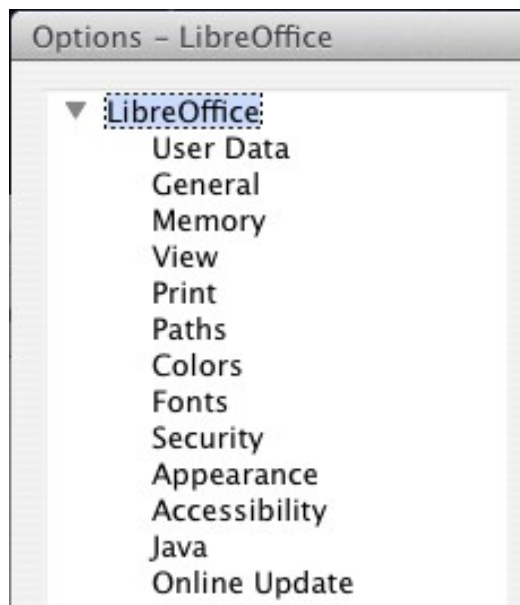 Options – LibreOffice
LibreOffice
User Data
General
Memory
View
Print
Paths
Colors
Fonts
Security
Appearance
Accessibility
Java
Online Update